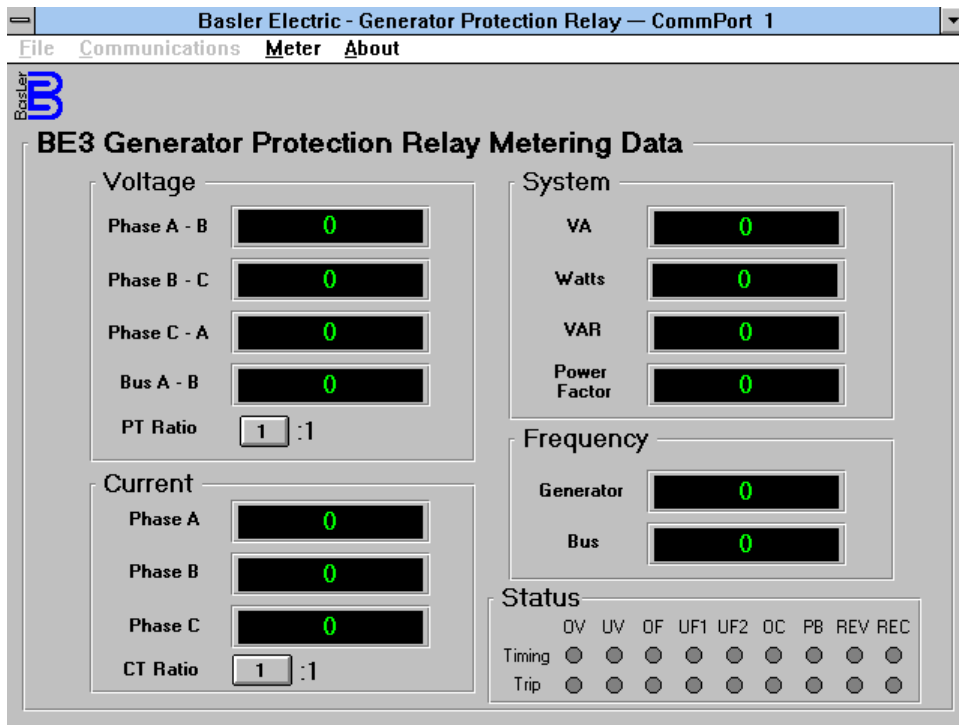 Basler Electric - Generator Protection Relay — CommPort 1
File Communications Meter About
Basler
BE3 Generator Protection Relay Metering Data
Voltage
Phase A - B 0
Phase B - C 0
Phase C - A 0
Bus A - B 0
PT Ratio 1 :1
Current
Phase A 0
Phase B 0
Phase C 0
CT Ratio 1 :1
System
VA 0
Watts 0
VAR 0
Power
Factor 0
Frequency
Generator 0
Bus 0
Status
OV UV OF UF1 UF2 OC PB REV REC
Timing
Trip